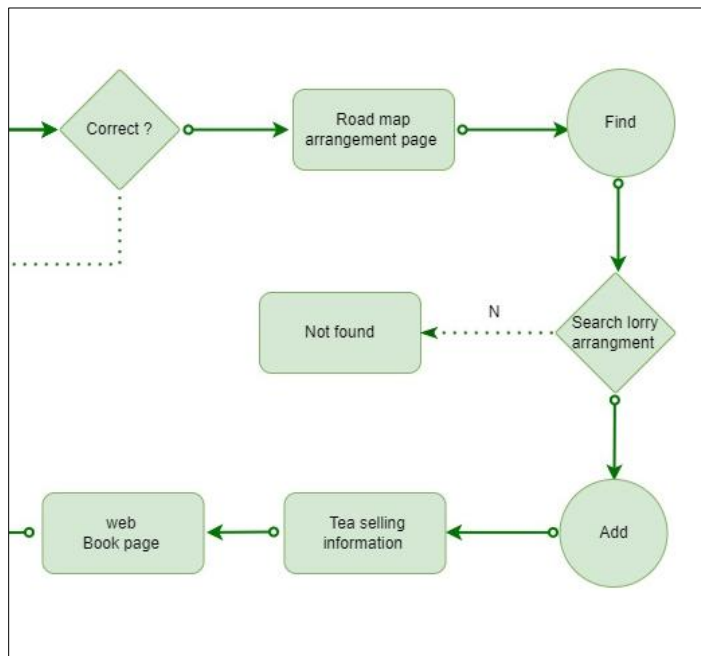 Correct ?
Road map
arrangement page
Find
Not found
N
Search lorry
arrangment
web
Book page
Tea selling
information
Add